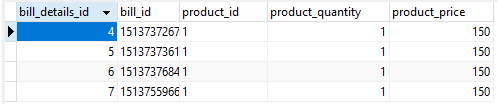 bill_details_id bill_id product_id product_quantity product_price
4 1513737267 1 1 150
5 1513737361 1 1 150
6 1513737684 1 1 150
7 1513755966 1 1 150